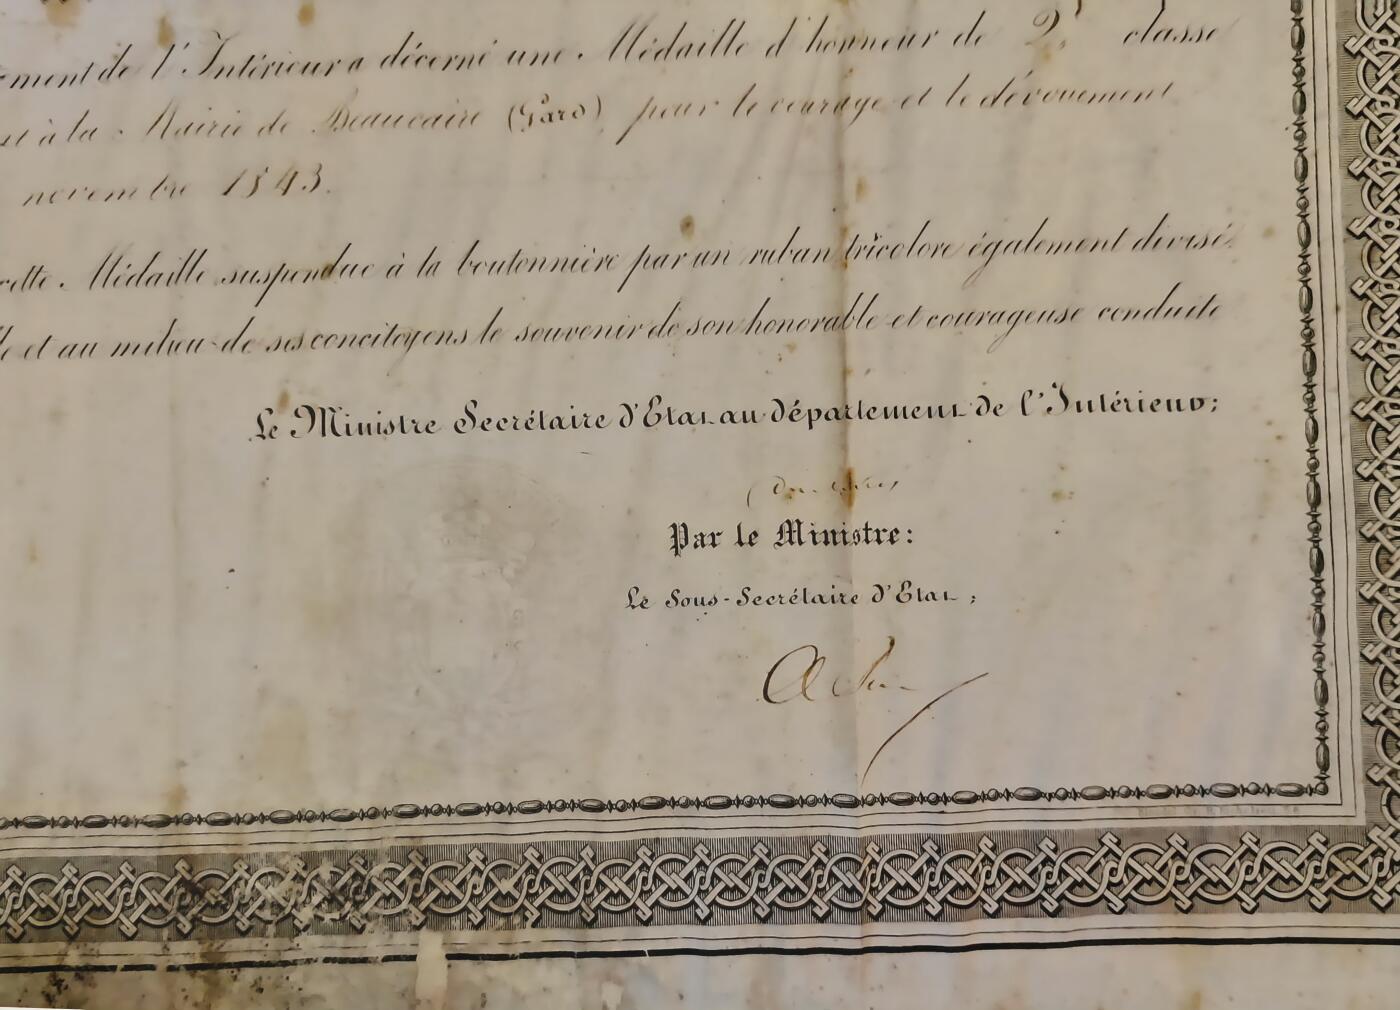 ment de l'Intérieur a décerné une Médaille d'honneur de 2e classe
à la Mairie de Beaucaire (Gard) pour le courage et le dévouement
novembre 1843.
cette Médaille suspendue à la boutonnière par un ruban tricolore également divisé
et au milieu de ses concitoyens le souvenir de son honorable et courageuse conduite
Le Ministre Secrétaire d'Etat au département de l'Intérieur;
Par le Ministre:
Le Sous-Secrétaire d'Etat;